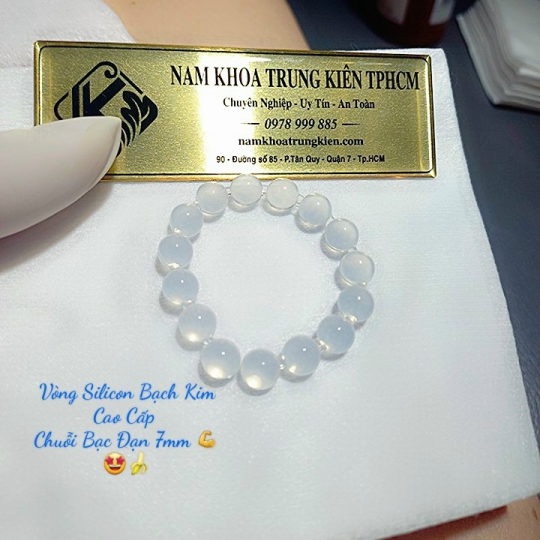 NAM KHOA TRUNG KIÊN TPHCM
Chuyên Nghiệp - Uy Tín - An Toàn
0978 999 885
namkhoatrungkien.com
90 - Đường số 85 - P.Tân Quy - Quận 7 - Tp.HCM
Vòng Silicon Bạch Kim
Cao Cấp
Chuỗi Bạc Đạn 7mm 💪
🤩🍌